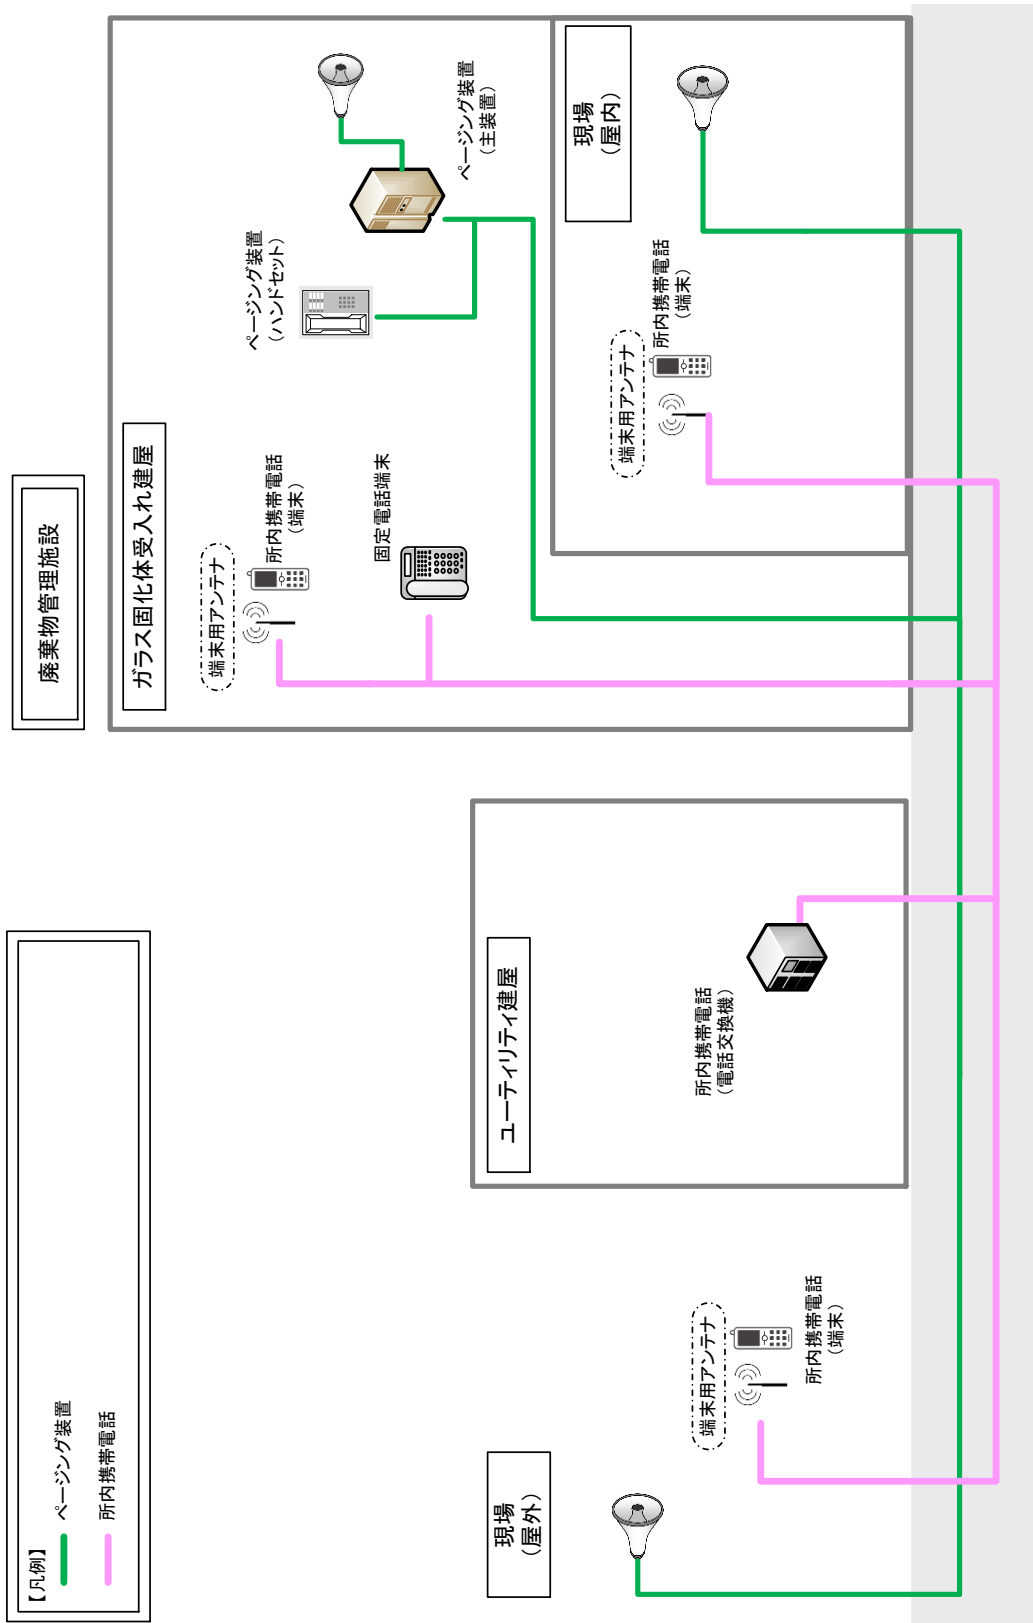 【凡例】
ページング装置
所内携帯電話
廃棄物管理施設
ガラス固化体受入れ建屋
端末用アンテナ
所内携帯電話
（端末）
固定電話端末
ページング装置
（ハンドセット）
ページング装置
（主装置）
現場
（屋内）
端末用アンテナ
所内携帯電話
（端末）
ユーティリティ建屋
所内携帯電話
（電話交換機）
現場
（屋外）
端末用アンテナ
所内携帯電話
（端末）